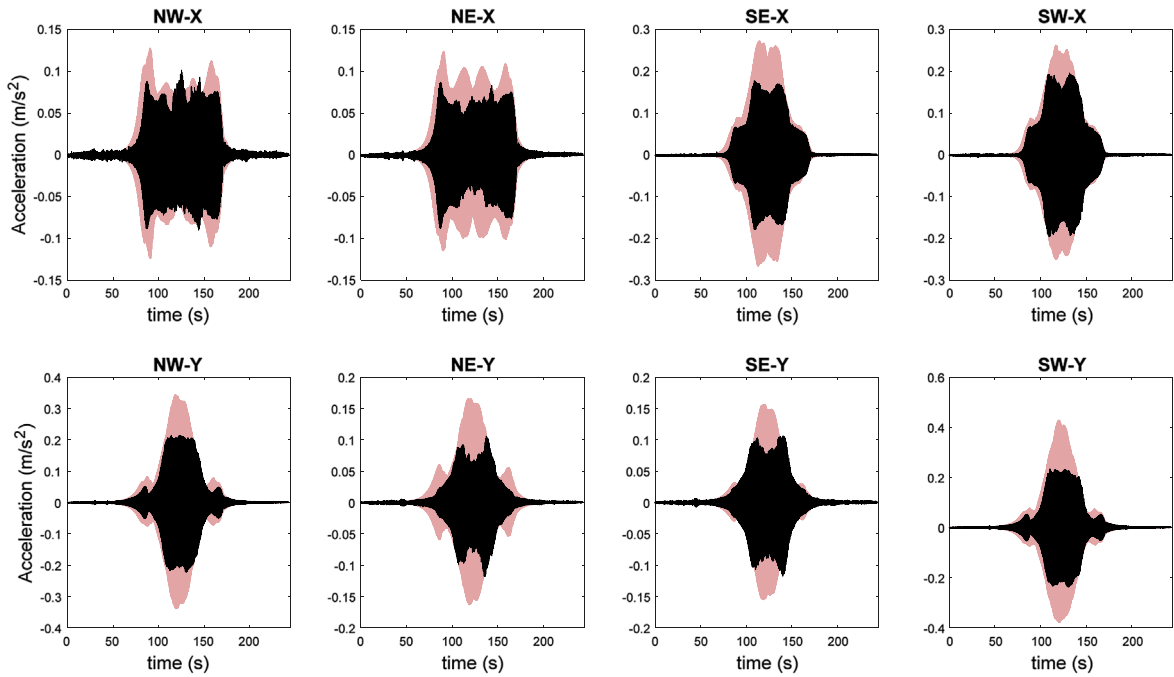 NW-X NE-X SE-X SW-X
Acceleration (m/s²)
0.15 0.1 0.05 0 -0.05 -0.1 -0.15
0 50 100 150 200
time (s)
0.15 0.1 0.05 0 -0.05 -0.1 -0.15
0 50 100 150 200
time (s)
0.3 0.2 0.1 0 -0.1 -0.2 -0.3
0 50 100 150 200
time (s)
0.3 0.2 0.1 0 -0.1 -0.2 -0.3
0 50 100 150 200
time (s)
NW-Y NE-Y SE-Y SW-Y
Acceleration (m/s²)
0.4 0.3 0.2 0.1 0 -0.1 -0.2 -0.3 -0.4
0 50 100 150 200
time (s)
0.2 0.15 0.1 0.05 0 -0.05 -0.1 -0.15 -0.2
0 50 100 150 200
time (s)
0.2 0.15 0.1 0.05 0 -0.05 -0.1 -0.15 -0.2
0 50 100 150 200
time (s)
0.6 0.4 0.2 0 -0.2 -0.4
0 50 100 150 200
time (s)